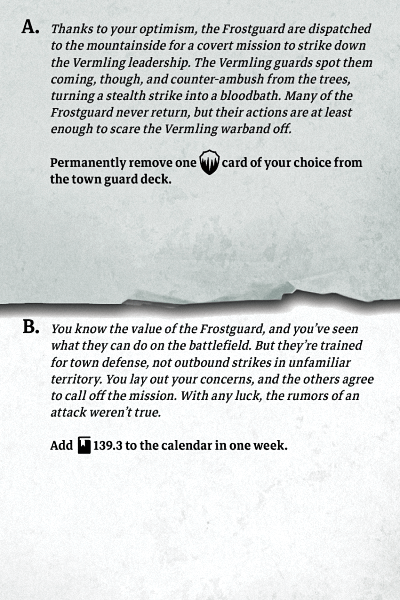 A. Thanks to your optimism, the Frostguard are dispatched
to the mountainside for a covert mission to strike down
the Vermling leadership. The Vermling guards spot them
coming, though, and counter-ambush from the trees,
turning a stealth strike into a bloodbath. Many of the
Frostguard never return, but their actions are at least
enough to scare the Vermling warband off.
Permanently remove one card of your choice from
the town guard deck.
B. You know the value of the Frostguard, and you've seen
what they can do on the battlefield. But they're trained
for town defense, not outbound strikes in unfamiliar
territory. You lay out your concerns, and the others agree
to call off the mission. With any luck, the rumors of an
attack weren't true.
Add 139.3 to the calendar in one week.